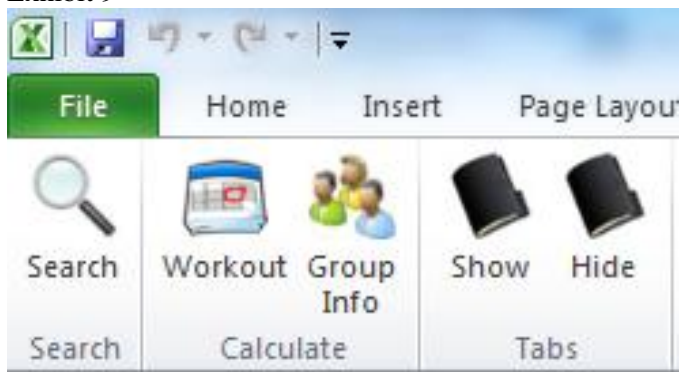 File Home Insert Page Layou
Search Workout Group Info Show Hide
Search Calculate Tabs